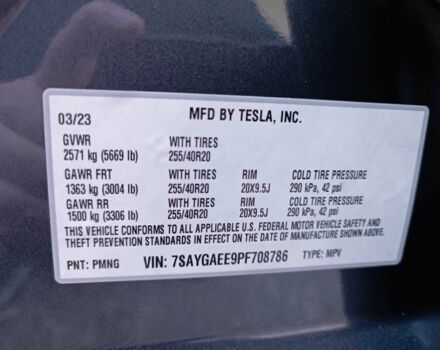 03/23 MFD BY TESLA, INC.
GVWR WITH TIRES
2571 kg (5669 lb) 255/40R20
GAWR FRT WITH TIRES RIM COLD TIRE PRESSURE
1363 kg (3004 lb) 255/40R20 20X9.5J 290 kPa, 42 psi
GAWR RR WITH TIRES RIM COLD TIRE PRESSURE
1500 kg (3306 lb) 255/40R20 20X9.5J 290 kPa, 42 psi
THIS VEHICLE CONFORMS TO ALL APPLICABLE U.S. FEDERAL MOTOR VEHICLE SAFETY AND
THEFT PREVENTION STANDARDS IN EFFECT ON THE DATE OF MANUFACTURE SHOWN ABOVE.
PNT: PMNG VIN: 7SAYGAEE9PF708786 TYPE: MPV